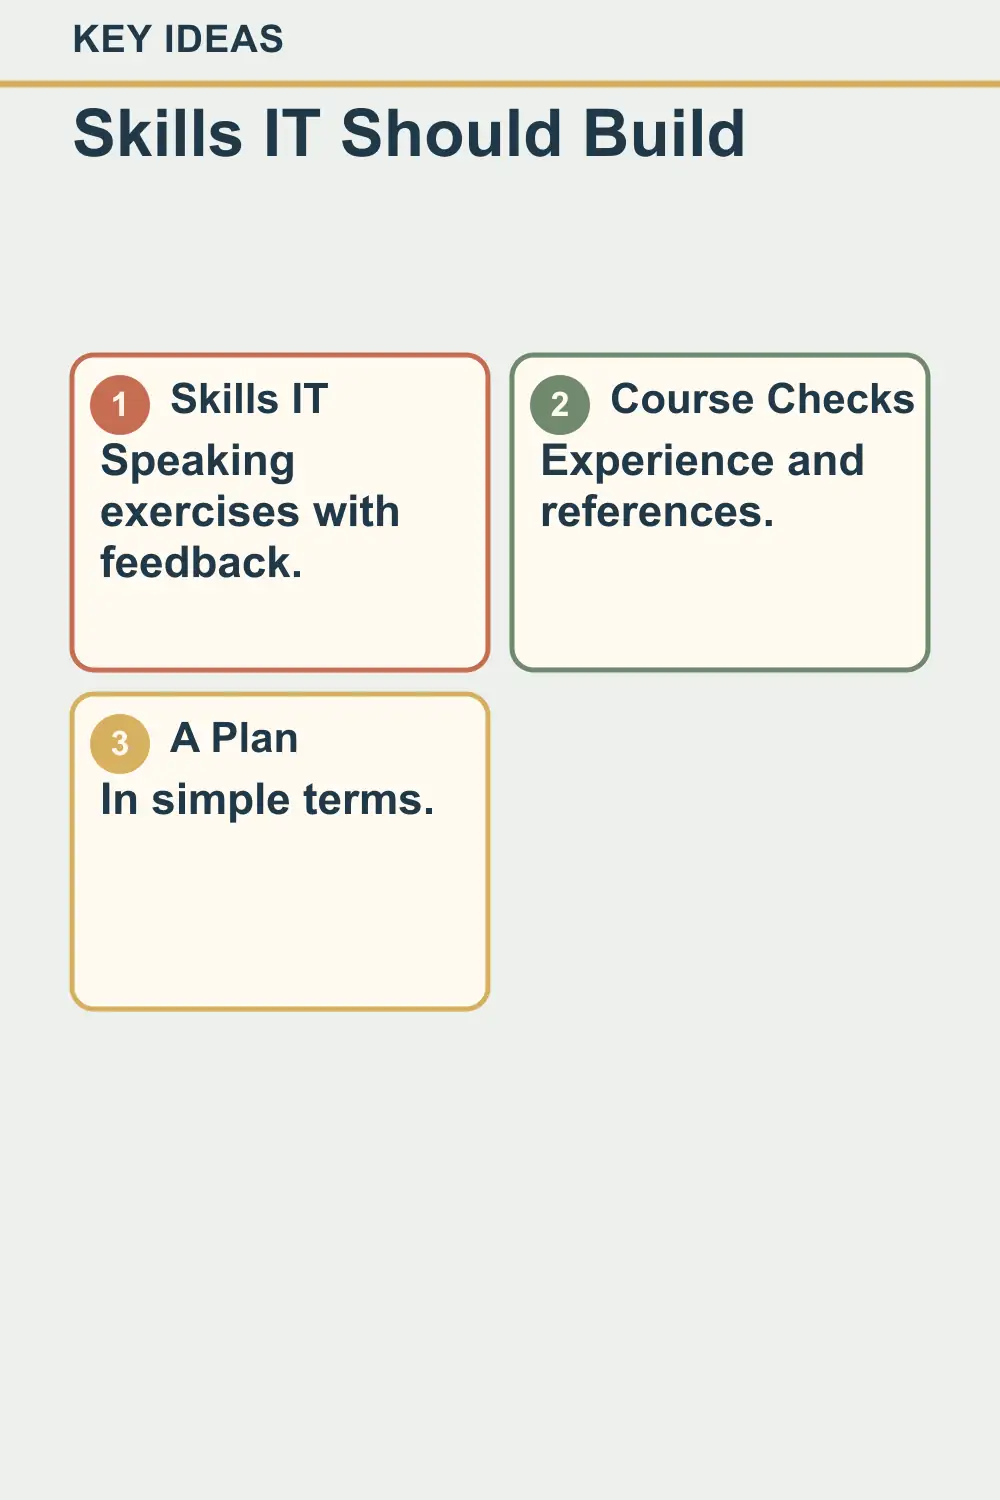 KEY IDEAS
Skills IT Should Build
1 Skills IT
Speaking
exercises with
feedback.
2 Course Checks
Experience and
references.
3 A Plan
In simple terms.